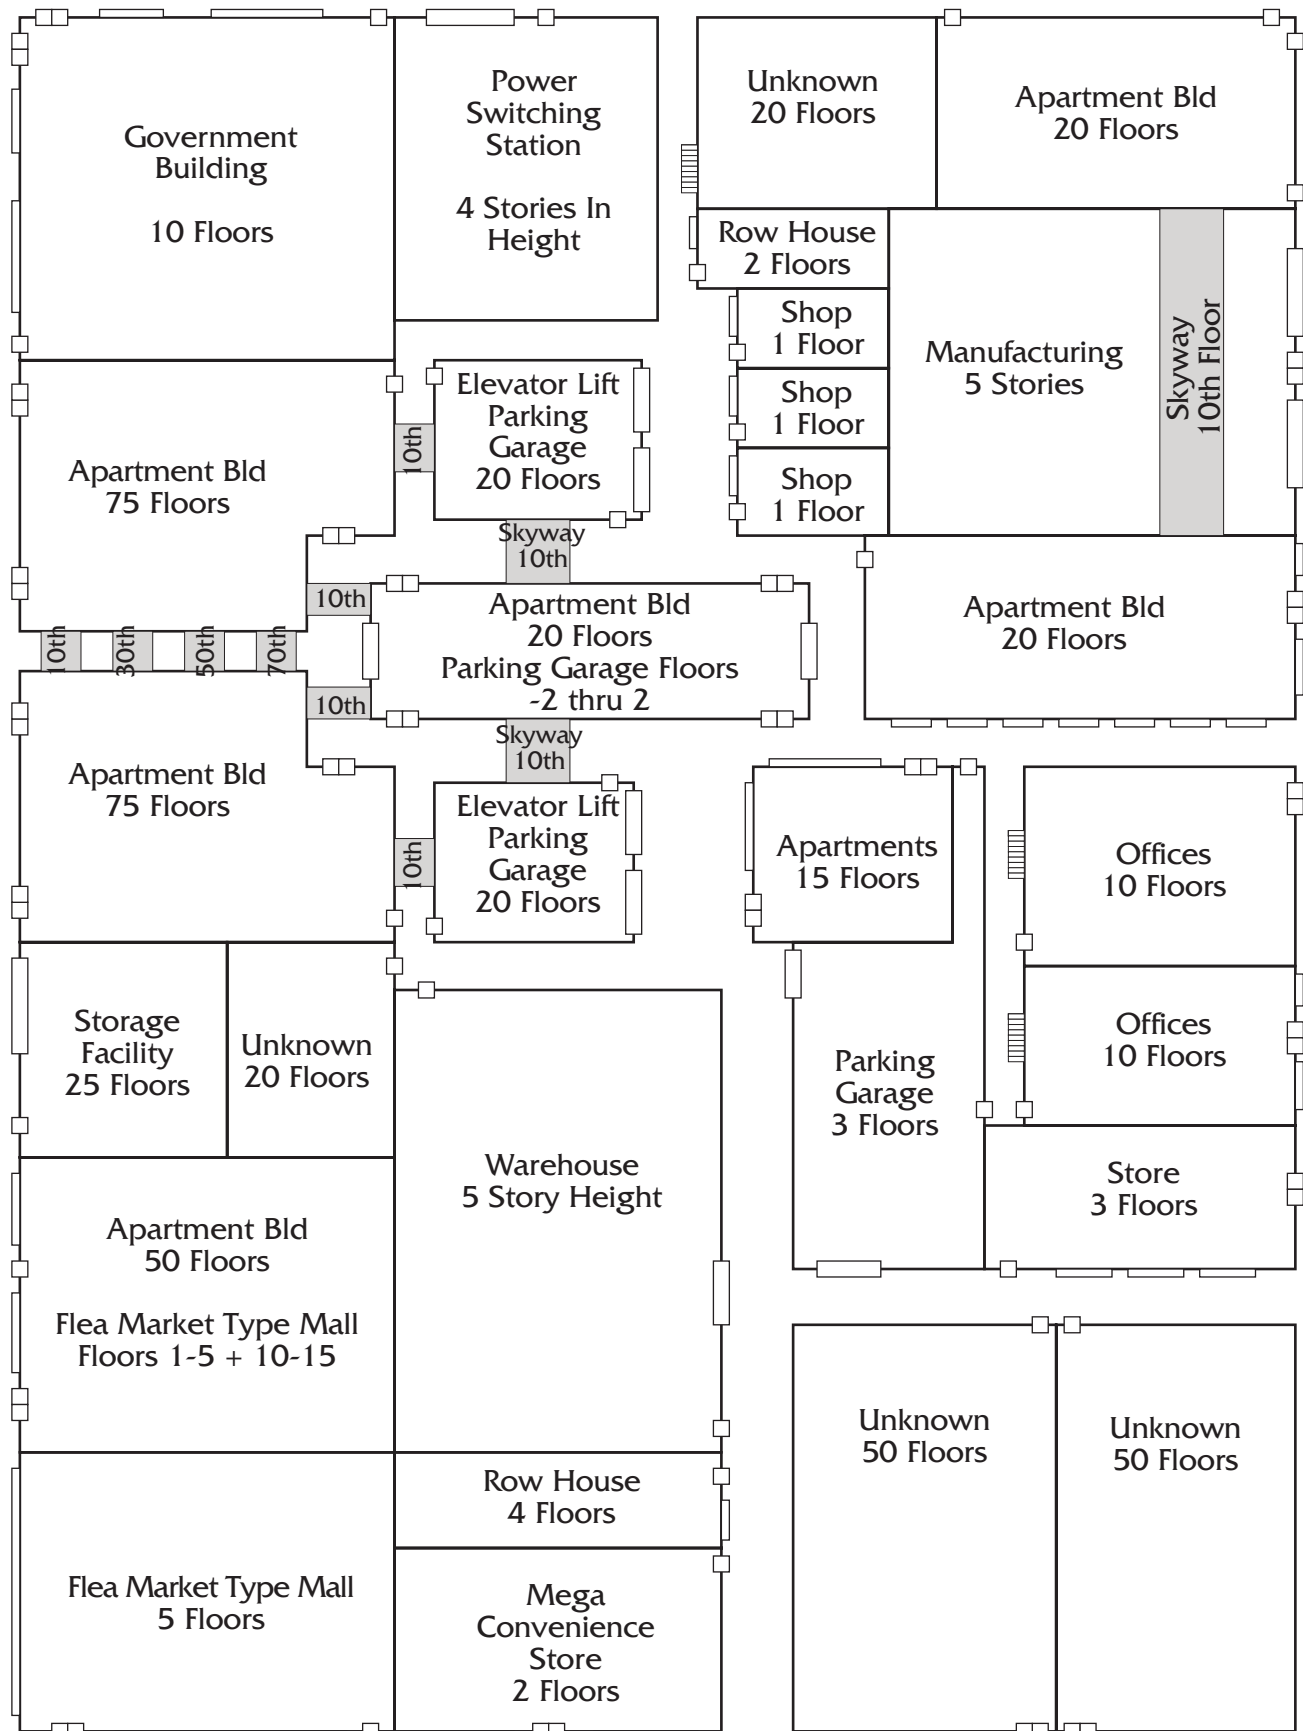 Government
Building
10 Floors
Power
Switching
Station
4 Stories In
Height
Unknown
20 Floors
Apartment Bld
20 Floors
Row House
2 Floors
Shop
1 Floor
Shop
1 Floor
Shop
1 Floor
Manufacturing
5 Stories
Skyway
10th Floor
Apartment Bld
75 Floors
10th
Elevator Lift
Parking
Garage
20 Floors
Skyway
10th
10th
Apartment Bld
20 Floors
Parking Garage Floors
-2 thru 2
Apartment Bld
20 Floors
10th
30th
50th
70th
10th
Skyway
10th
Apartment Bld
75 Floors
10th
Elevator Lift
Parking
Garage
20 Floors
Apartments
15 Floors
Offices
10 Floors
Storage
Facility
25 Floors
Unknown
20 Floors
Offices
10 Floors
Parking
Garage
3 Floors
Warehouse
5 Story Height
Store
3 Floors
Apartment Bld
50 Floors
Flea Market Type Mall
Floors 1-5 + 10-15
Unknown
50 Floors
Unknown
50 Floors
Row House
4 Floors
Flea Market Type Mall
5 Floors
Mega
Convenience
Store
2 Floors